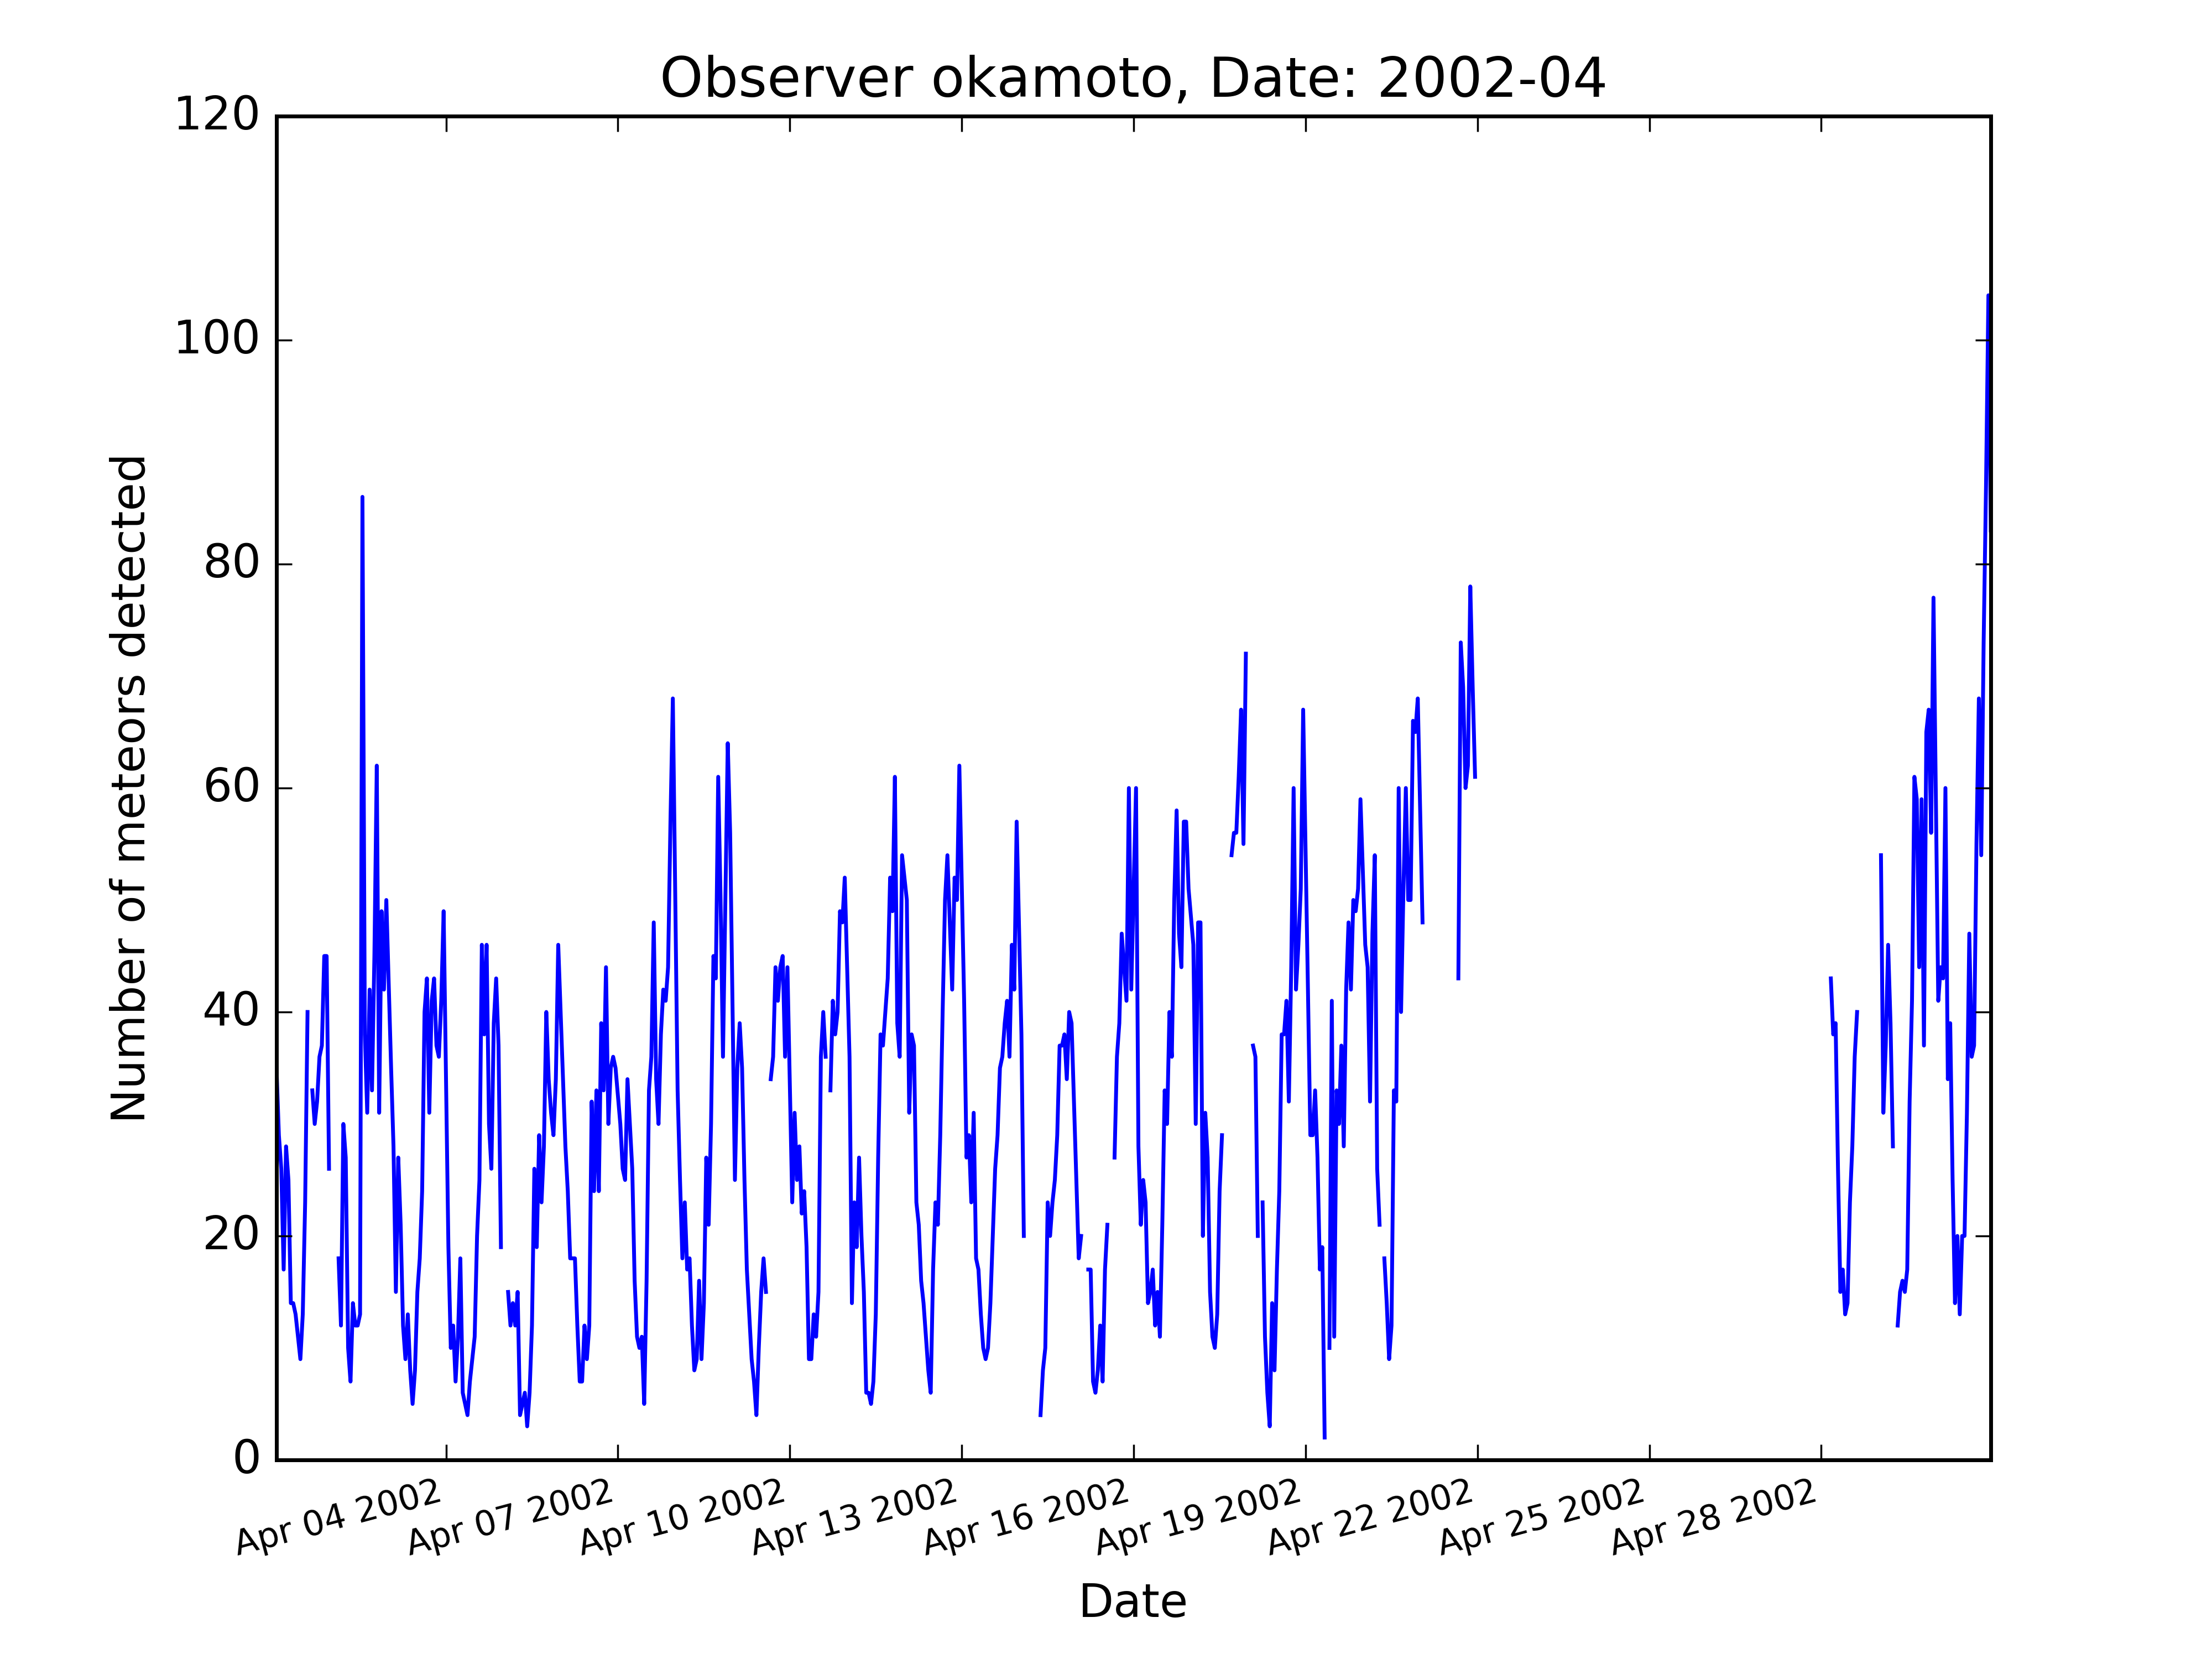 Observer okamoto, Date: 2002-04
120
100
80
60
40
20
0
Number of meteors detected
Apr 04 2002
Apr 07 2002
Apr 10 2002
Apr 13 2002
Apr 16 2002
Apr 19 2002
Apr 22 2002
Apr 25 2002
Apr 28 2002
Date